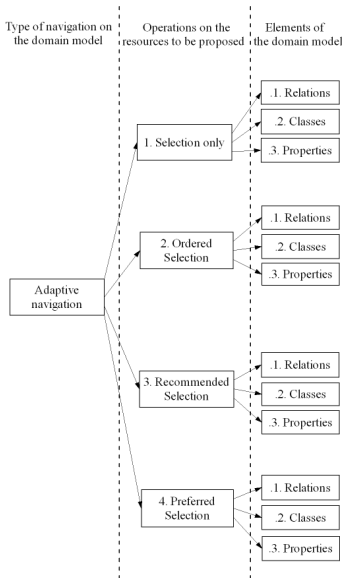 Type of navigation on
the domain model
Operations on the
resources to be proposed
Elements of
the domain model
Adaptive
navigation
1. Selection only
.1. Relations
.2. Classes
.3. Properties
2. Ordered
Selection
.1. Relations
.2. Classes
.3. Properties
3. Recommended
Selection
.1. Relations
.2. Classes
.3. Properties
4. Preferred
Selection
.1. Relations
.2. Classes
.3. Properties